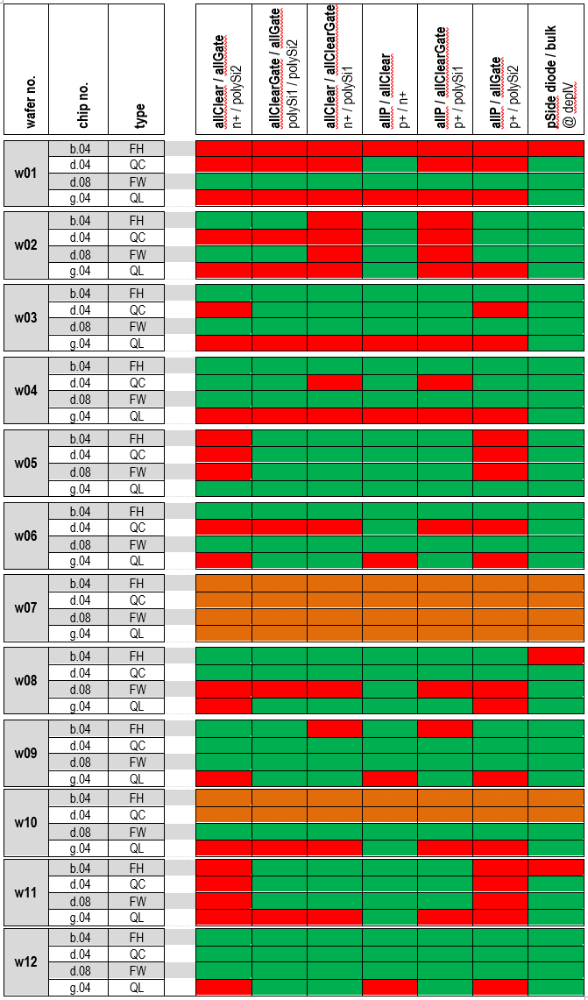 wafer no.
chip no.
type
allClear / allGate
n+ / polySi2
allClearGate / allGate
polySi1 / polySi2
allClear / allClearGate
n+ / polySi1
allP / allClear
p+ / n+
allP / allClearGate
p+ / polySi1
allP / allGate
p+ / polySi2
pSide diode / bulk
@ deplV
w01
b.04 FH
d.04 QC
d.08 FW
g.04 QL
w02
b.04 FH
d.04 QC
d.08 FW
g.04 QL
w03
b.04 FH
d.04 QC
d.08 FW
g.04 QL
w04
b.04 FH
d.04 QC
d.08 FW
g.04 QL
w05
b.04 FH
d.04 QC
d.08 FW
g.04 QL
w06
b.04 FH
d.04 QC
d.08 FW
g.04 QL
w07
b.04 FH
d.04 QC
d.08 FW
g.04 QL
w08
b.04 FH
d.04 QC
d.08 FW
g.04 QL
w09
b.04 FH
d.04 QC
d.08 FW
g.04 QL
w10
b.04 FH
d.04 QC
d.08 FW
g.04 QL
w11
b.04 FH
d.04 QC
d.08 FW
g.04 QL
w12
b.04 FH
d.04 QC
d.08 FW
g.04 QL